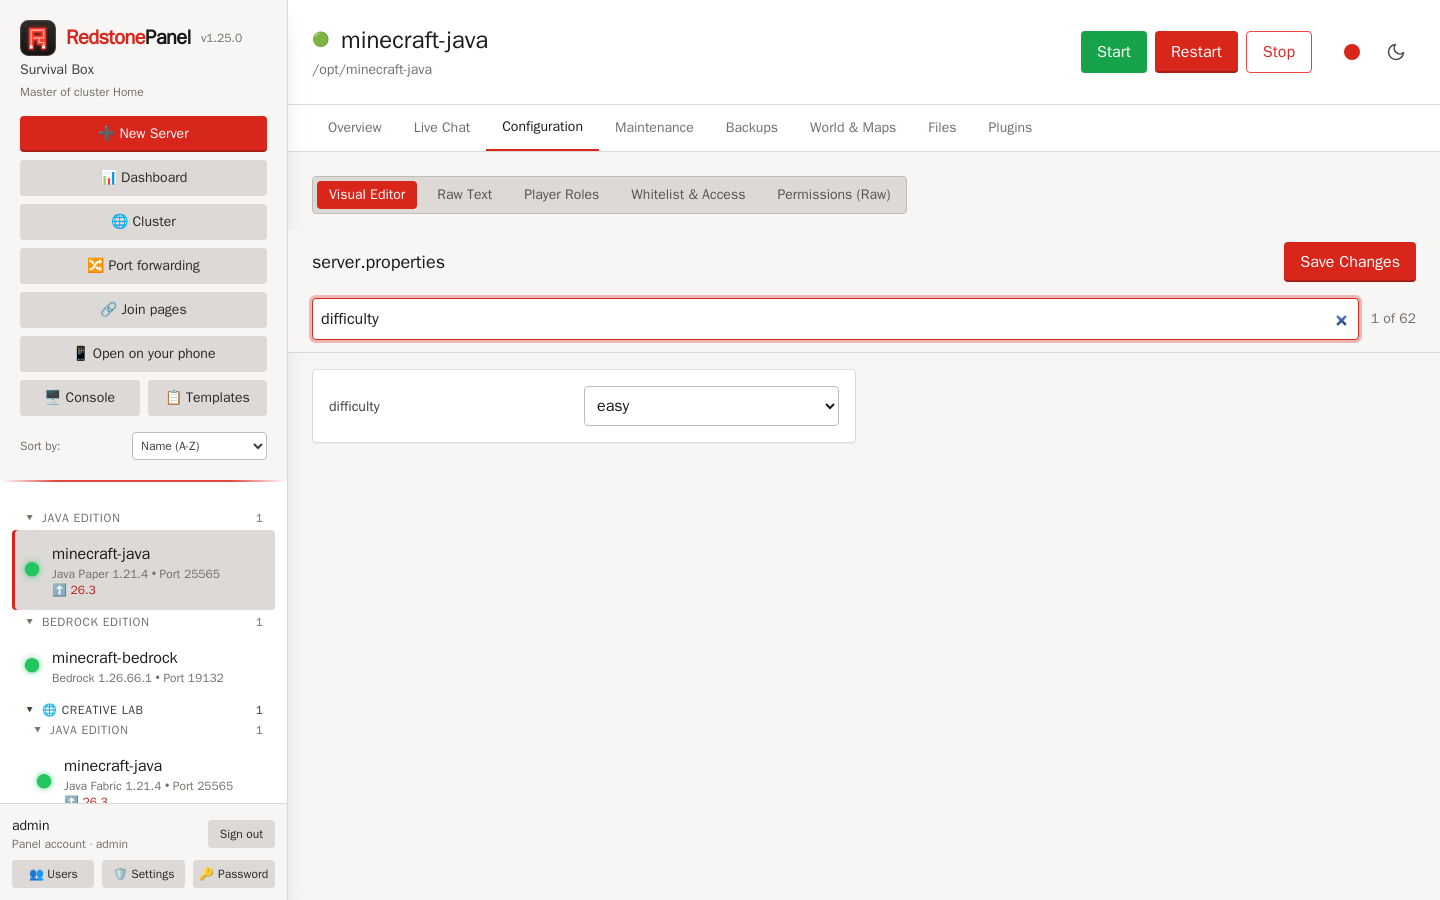 RedstonePanel v1.25.0
Survival Box
Master of cluster Home
➕ New Server
📊 Dashboard
🌐 Cluster
🔀 Port forwarding
🔗 Join pages
📱 Open on your phone
🖥️ Console
📋 Templates
Sort by:
Name (A-Z)
JAVA EDITION 1
minecraft-java
Java Paper 1.21.4 • Port 25565
⬆️ 26.3
BEDROCK EDITION 1
minecraft-bedrock
Bedrock 1.26.66.1 • Port 19132
🌐 CREATIVE LAB 1
JAVA EDITION 1
minecraft-java
Java Fabric 1.21.4 • Port 25565
⬆️ 26.3
admin
Panel account · admin
Sign out
👥 Users
🛡️ Settings
🔑 Password
minecraft-java
/opt/minecraft-java
Start
Restart
Stop
Overview
Live Chat
Configuration
Maintenance
Backups
World & Maps
Files
Plugins
Visual Editor
Raw Text
Player Roles
Whitelist & Access
Permissions (Raw)
server.properties
Save Changes
difficulty
1 of 62
difficulty
easy